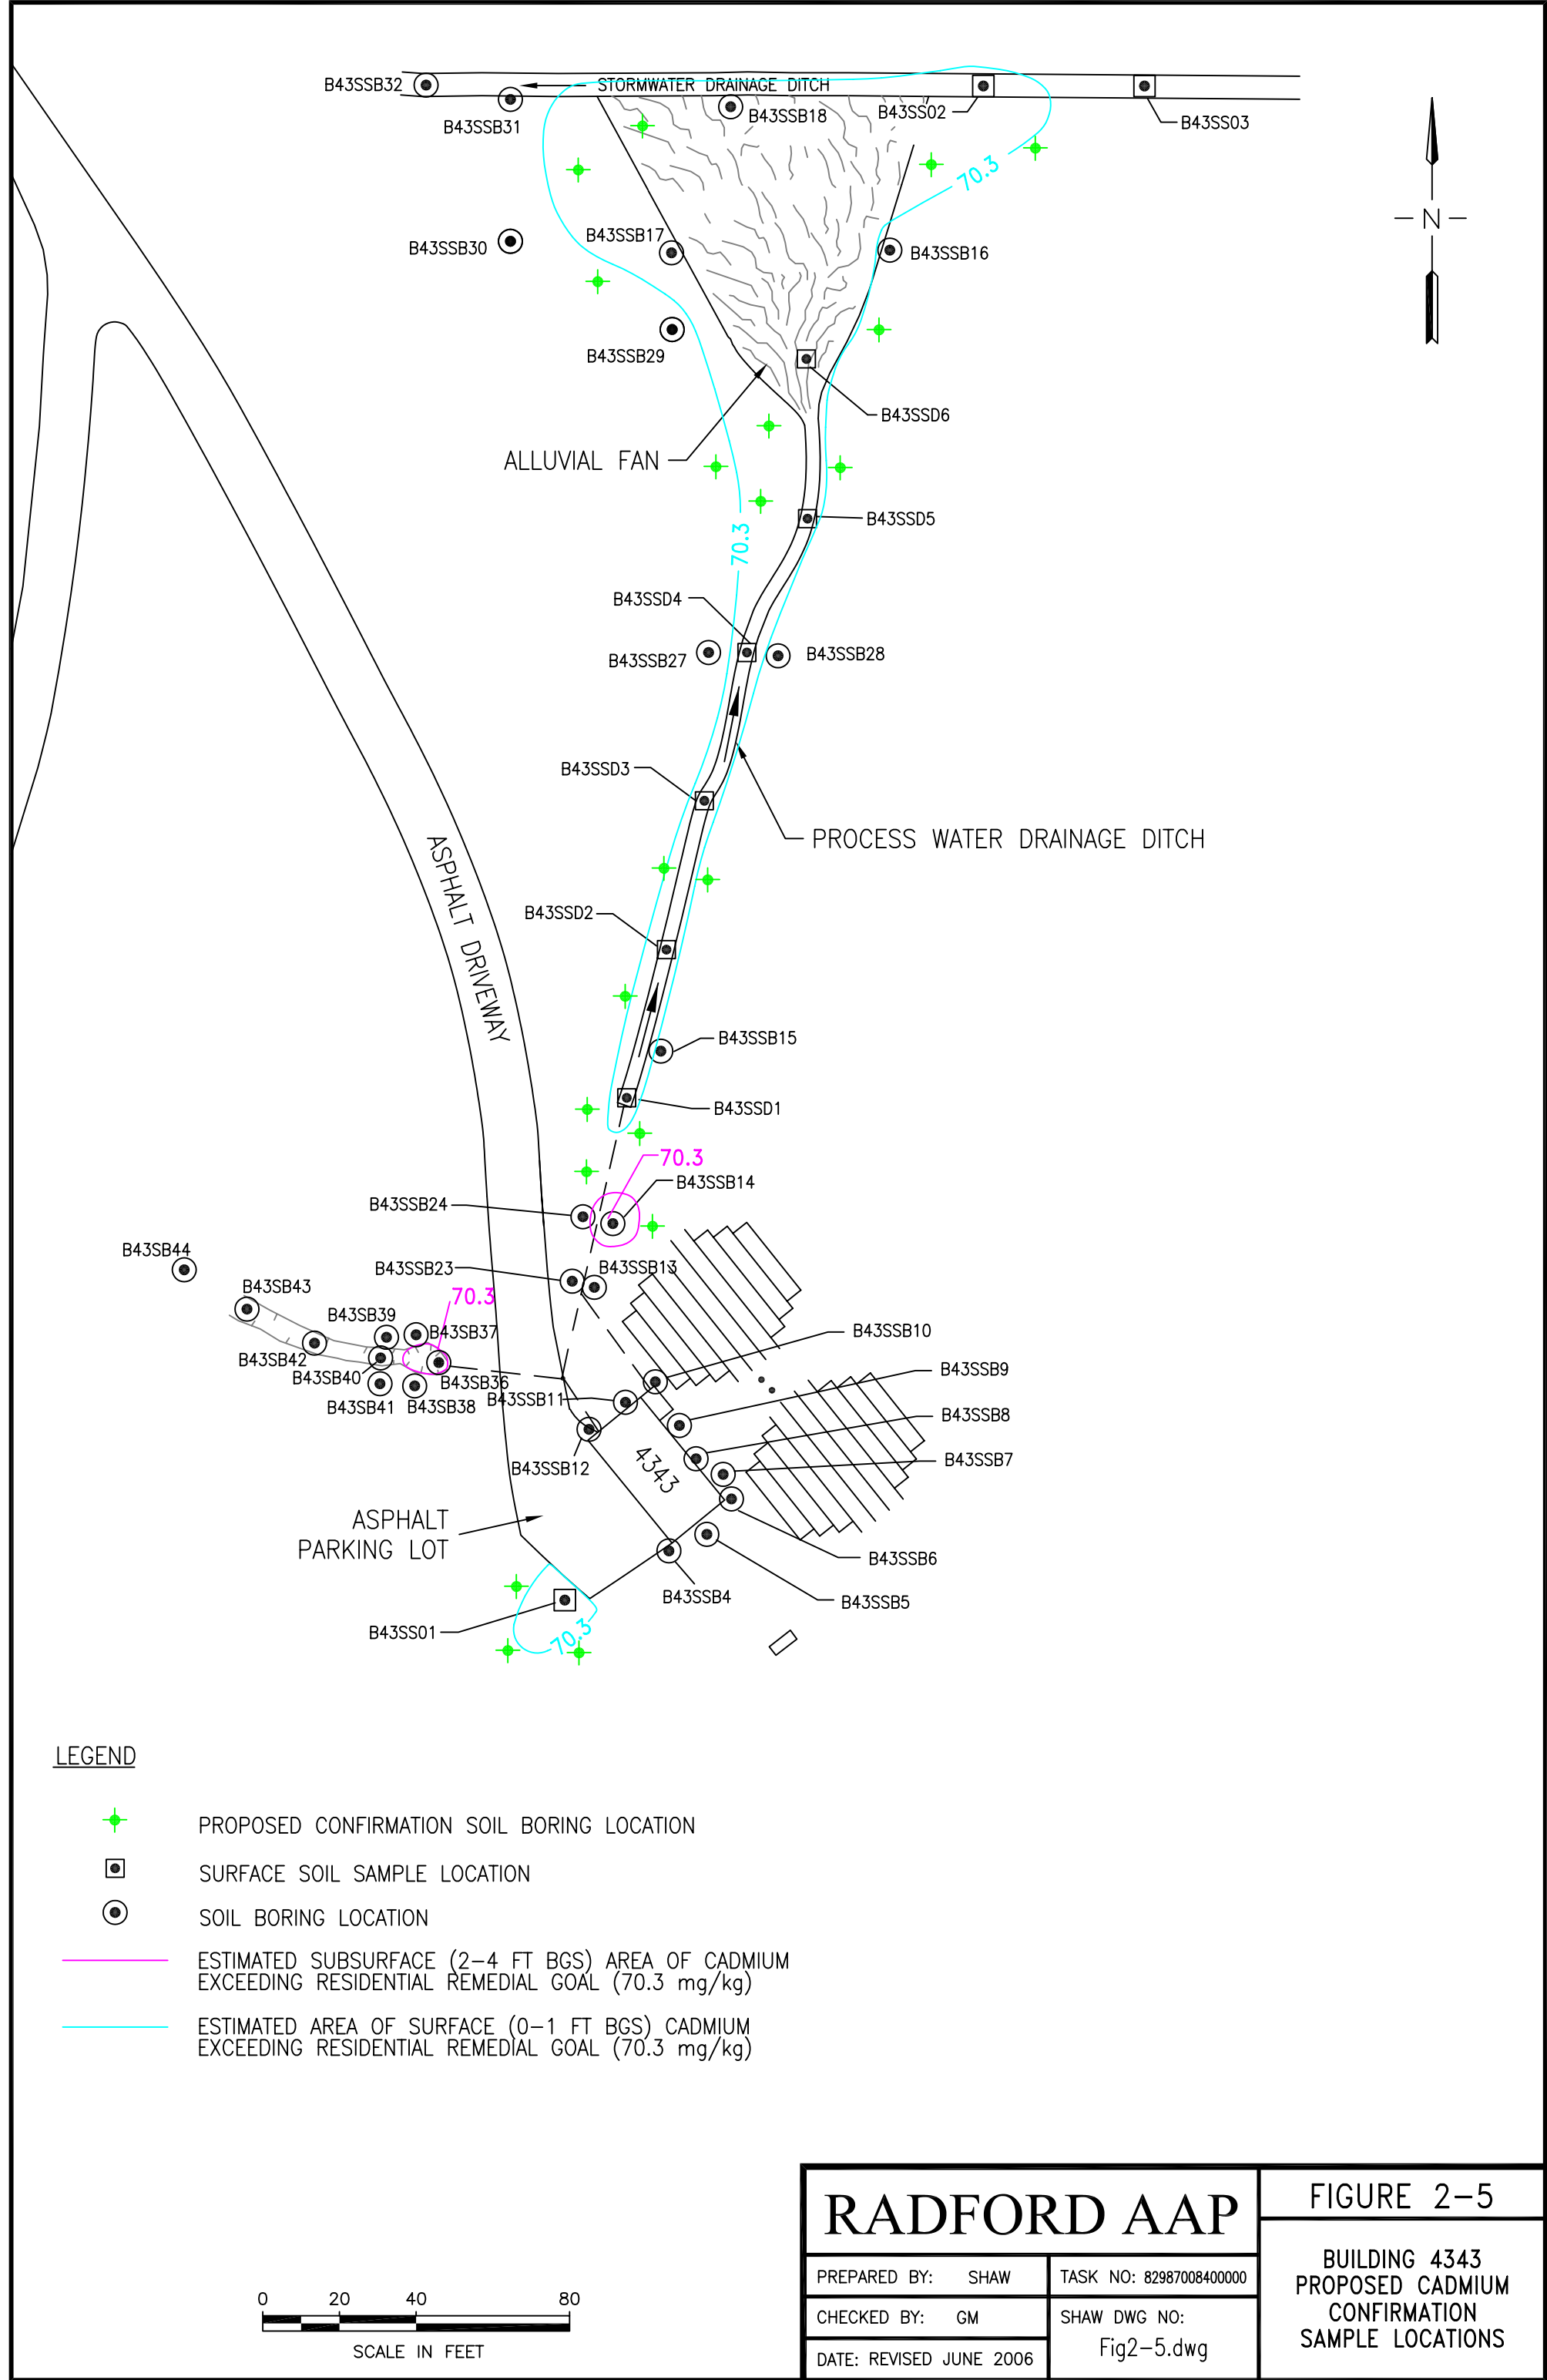 B43SSB32
STORMWATER DRAINAGE DITCH
B43SSB31
B43SSB18
B43SS02
B43SS03
70.3
N
B43SSB30
B43SSB17
B43SSB16
B43SSB29
B43SSD6
ALLUVIAL FAN
B43SSD5
70.3
B43SSD4
B43SSB27
B43SSB28
B43SSD3
PROCESS WATER DRAINAGE DITCH
ASPHALT DRIVEWAY
B43SSD2
B43SSB15
B43SSD1
70.3
B43SSB14
B43SSB24
B43SB44
B43SSB23
B43SSB13
B43SB43
70.3
B43SB39
B43SB37
B43SSB10
B43SB42
B43SB40
B43SB36
B43SSB9
B43SB41
B43SB38
B43SSB11
B43SSB8
4343
B43SSB12
B43SSB7
ASPHALT
PARKING LOT
B43SSB6
B43SSB4
B43SSB5
B43SS01
70.3
LEGEND
PROPOSED CONFIRMATION SOIL BORING LOCATION
SURFACE SOIL SAMPLE LOCATION
SOIL BORING LOCATION
ESTIMATED SUBSURFACE (2-4 FT BGS) AREA OF CADMIUM
EXCEEDING RESIDENTIAL REMEDIAL GOAL (70.3 mg/kg)
ESTIMATED AREA OF SURFACE (0-1 FT BGS) CADMIUM
EXCEEDING RESIDENTIAL REMEDIAL GOAL (70.3 mg/kg)
0 20 40 80
SCALE IN FEET
RADFORD AAP
PREPARED BY: SHAW
TASK NO: 82987008400000
CHECKED BY: GM
SHAW DWG NO:
Fig2-5.dwg
DATE: REVISED JUNE 2006
FIGURE 2-5
BUILDING 4343
PROPOSED CADMIUM
CONFIRMATION
SAMPLE LOCATIONS